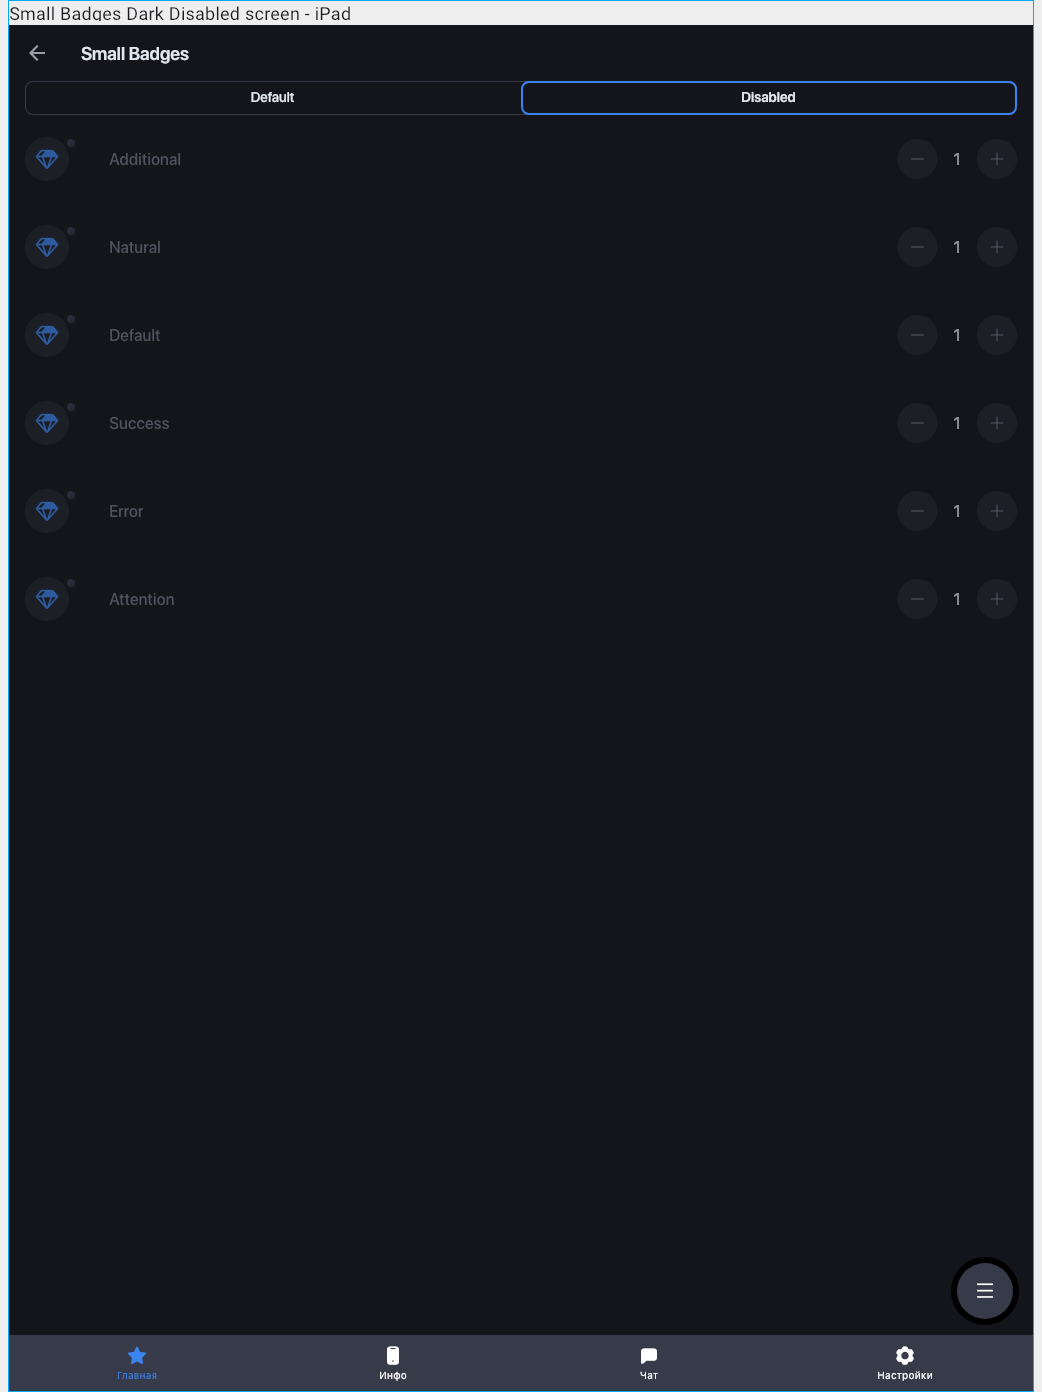 Small Badges Dark Disabled screen - iPad
Small Badges
Default Disabled
Additional 1
Natural 1
Default 1
Success 1
Error 1
Attention 1
Главная Инфо Чат Настройки